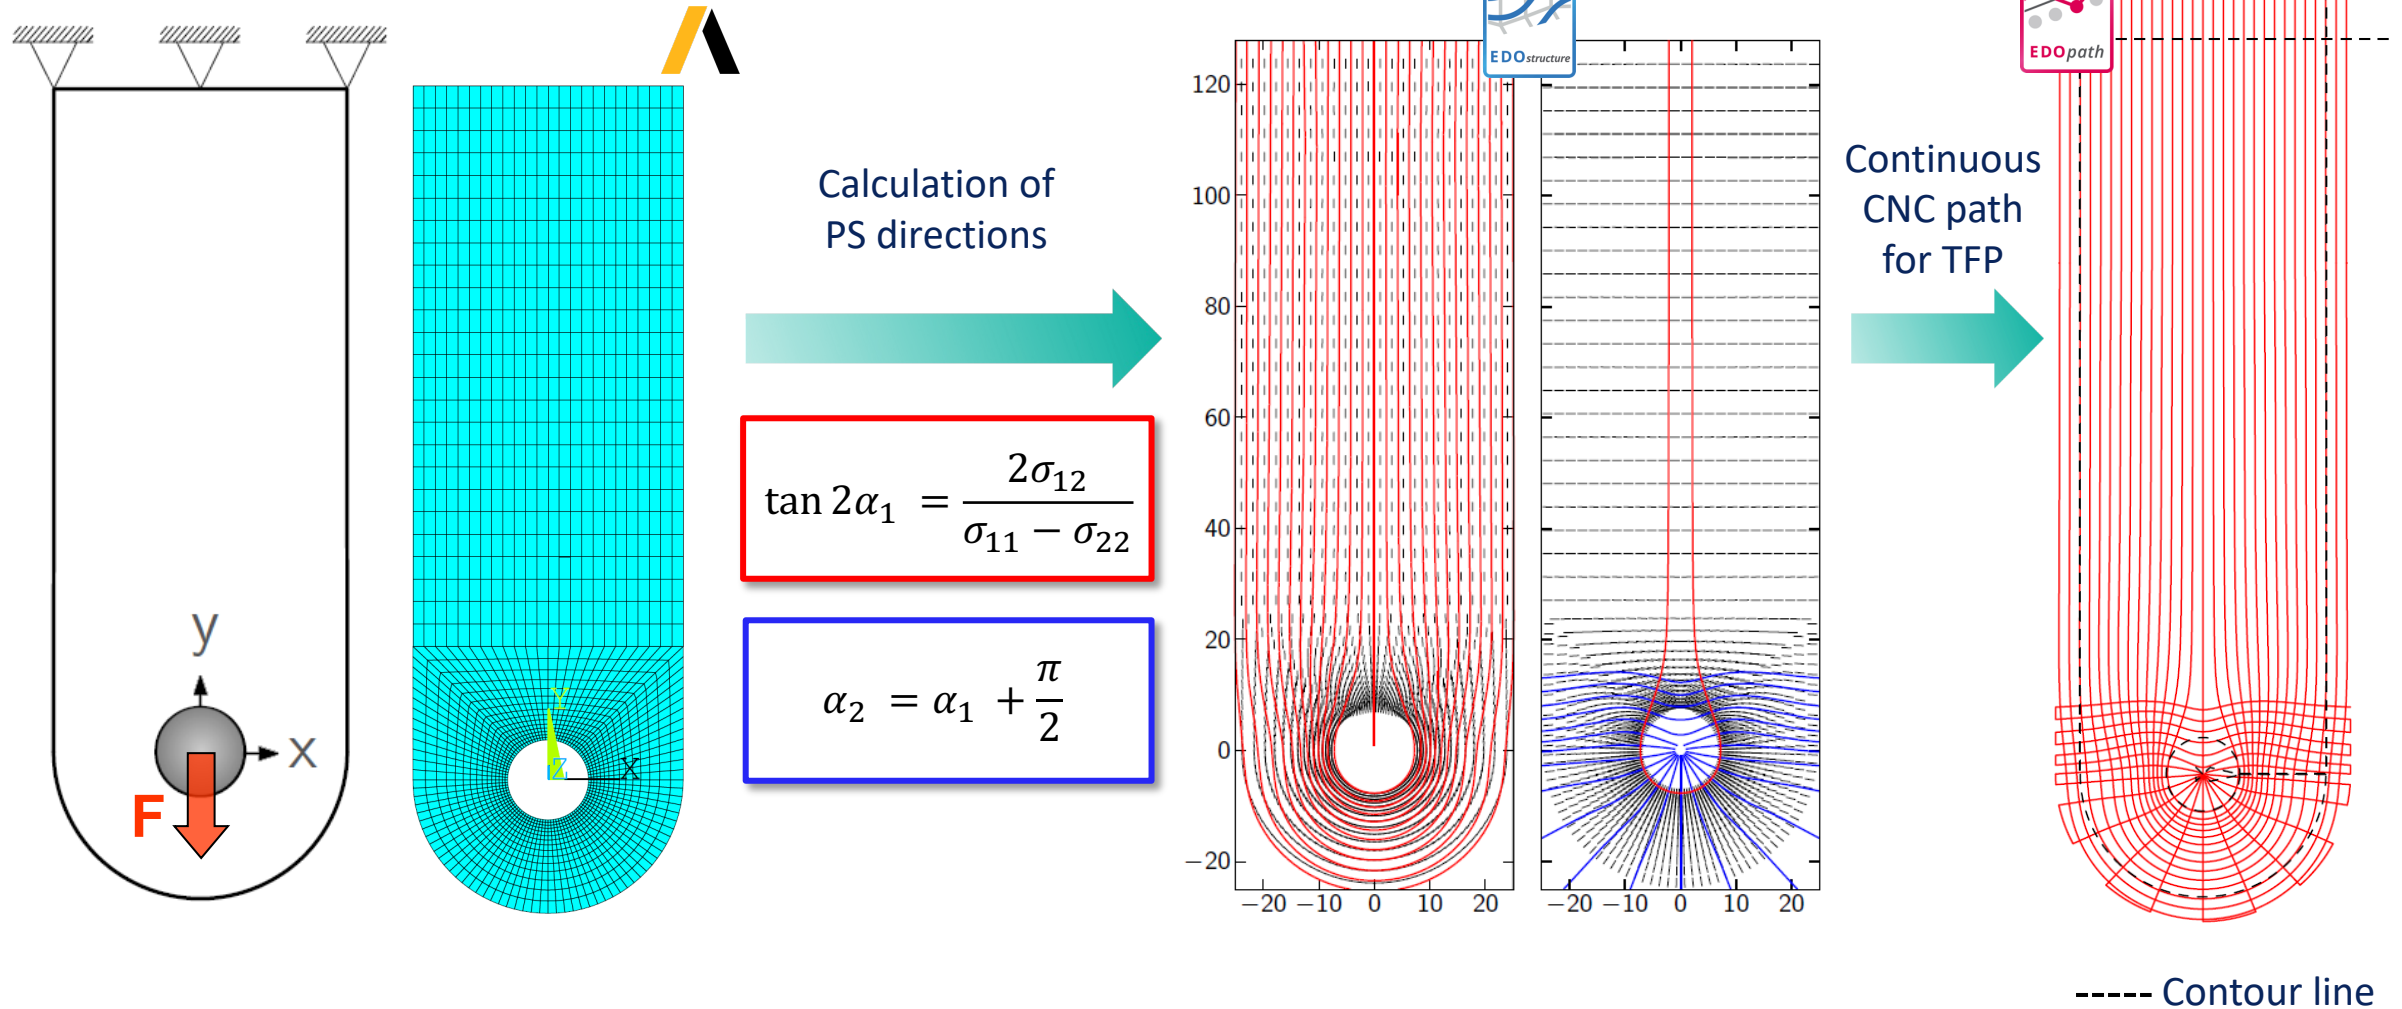 y
x
F
Y
Z
X
Calculation of
PS directions
tan 2α₁ = 2σ₁₂ / (σ₁₁ − σ₂₂)
α₂ = α₁ + π/2
EDOstructure
120
100
80
60
40
20
0
−20
−20 −10 0 10 20
−20 −10 0 10 20
Continuous
CNC path
for TFP
EDOpath
Contour line